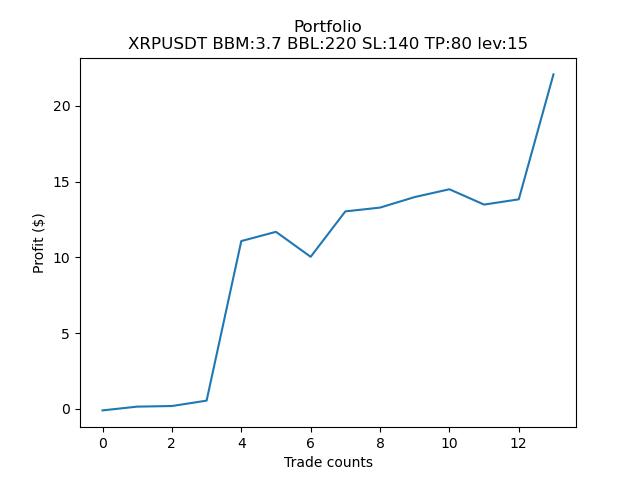 Portfolio
XRPUSDT BBM:3.7 BBL:220 SL:140 TP:80 lev:15
Profit ($)
20
15
10
5
0
0 2 4 6 8 10 12
Trade counts